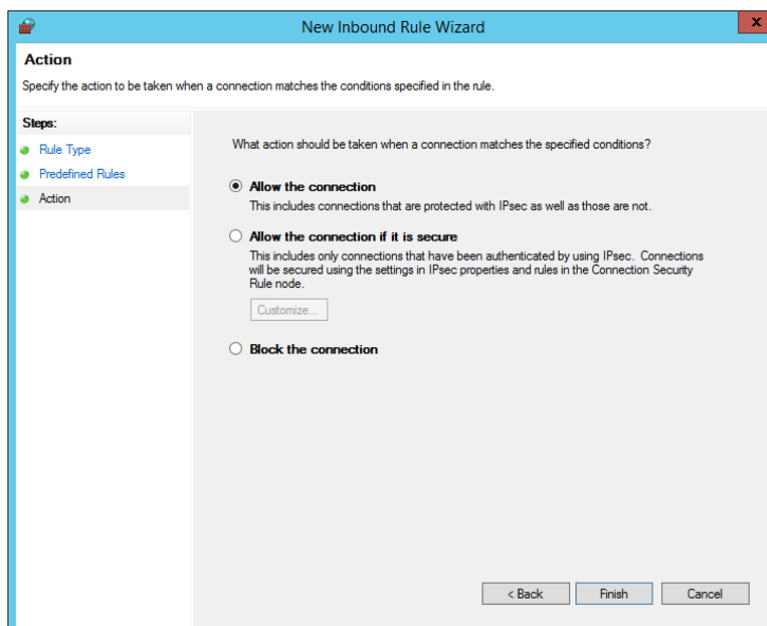 New Inbound Rule Wizard
x
Action
Specify the action to be taken when a connection matches the conditions specified in the rule.
Steps:
Rule Type
Predefined Rules
Action
What action should be taken when a connection matches the specified conditions?
Allow the connection
This includes connections that are protected with IPsec as well as those are not.
Allow the connection if it is secure
This includes only connections that have been authenticated by using IPsec. Connections
will be secured using the settings in IPsec properties and rules in the Connection Security
Rule node.
Customize...
Block the connection
< Back
Finish
Cancel